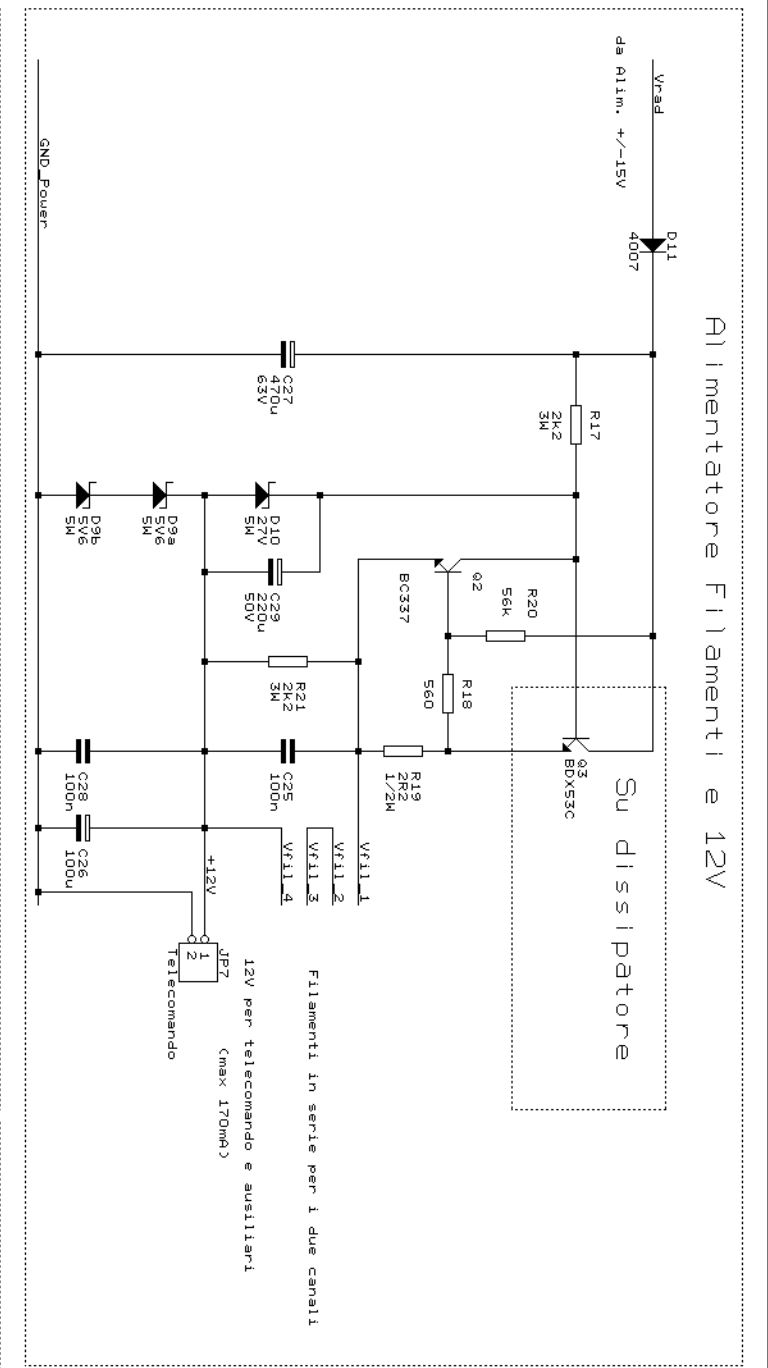 Alimentatore Filamenti e 12V
Vrad
da Alim. +/-15V
D11
4007
Su dissipatore
Q3
BDX53C
R17
2k2
3W
R20
56k
Q2
BC337
R18
560
R19
2R2
1/2W
C27
470u
63V
D10
27V
5W
C29
220u
50V
R21
2k2
3W
C25
100n
Vfil_1
Vfil_2
Vfil_3
Vfil_4
Filamenti in serie per i due canali
D9a
5V6
5W
D9b
5V6
5W
C28
100n
C26
100u
+12V
JP7
1
2
Telecomando
12V per telecomando e ausiliari
(max 170mA)
GND_Power